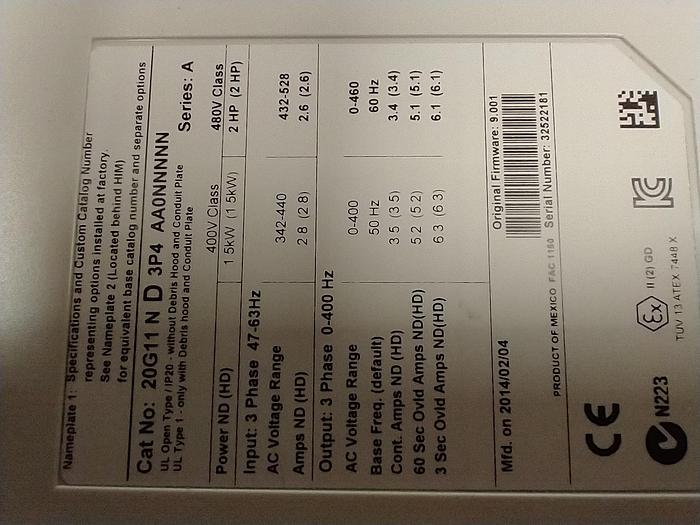 Nameplate 1: Specifications and Custom Catalog Number
representing options installed at factory.
See Nameplate 2 (Located behind HIM)
for equivalent base catalog number and separate options
Cat No: 20G11 N D 3P4 AA0NNNNN
UL Open Type / IP20 - without Debris Hood and Conduit Plate
UL Type 1 - only with Debris hood and Conduit Plate
Series: A
400V Class 480V Class
Power ND (HD) 1.5kW (1.5kW) 2 HP (2 HP)
Input: 3 Phase 47-63Hz
AC Voltage Range 342-440 432-528
Amps ND (HD) 2.8 (2.8) 2.6 (2.6)
Output: 3 Phase 0-400 Hz
AC Voltage Range 0-400 0-460
Base Freq. (default) 50 Hz 60 Hz
Cont. Amps ND (HD) 3.5 (3.5) 3.4 (3.4)
60 Sec Ovld Amps ND(HD) 5.2 (5.2) 5.1 (5.1)
3 Sec Ovld Amps ND(HD) 6.3 (6.3) 6.1 (6.1)
Mfd. on 2014/02/04
Original Firmware: 9.001
Serial Number: 32522181
PRODUCT OF MEXICO FAC 1160
CE
Ex II (2) GD
KC
N223
TUV 13 ATEX 7448 X